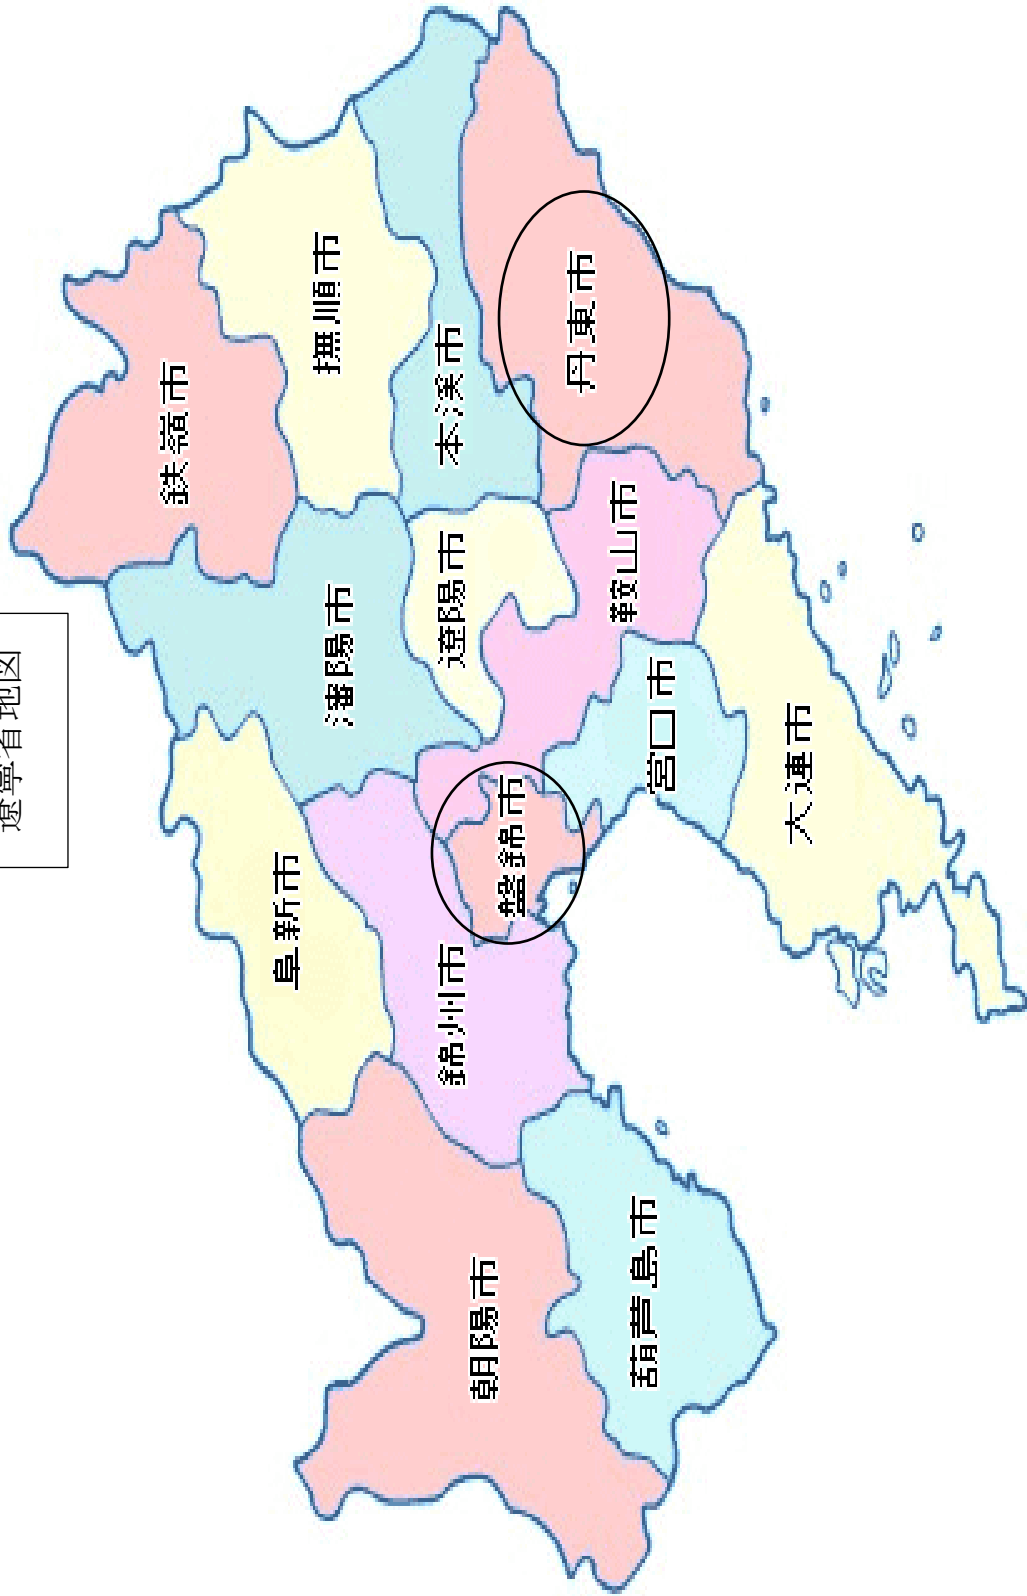 遼寧省地図
鉄嶺市
阜新市
撫順市
瀋陽市
錦州市
遼陽市
本渓市
朝陽市
盤錦市
丹東市
鞍山市
葫芦島市
営口市
大連市